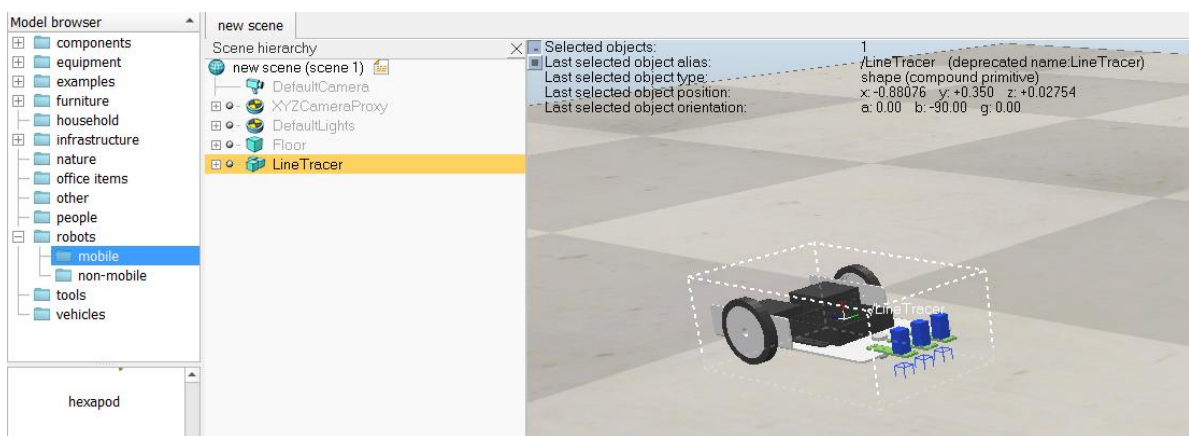 Model browser
components
equipment
examples
furniture
household
infrastructure
nature
office items
other
people
robots
mobile
non-mobile
tools
vehicles
hexapod
new scene
Scene hierarchy
new scene (scene 1)
DefaultCamera
XYZCameraProxy
DefaultLights
Floor
LineTracer
Selected objects: 1
Last selected object alias: /LineTracer (deprecated name:LineTracer)
Last selected object type: shape (compound primitive)
Last selected object position: x: -0.88076 y: +0.350 z: +0.02754
Last selected object orientation: a: 0.00 b: -90.00 g: 0.00
/LineTracer